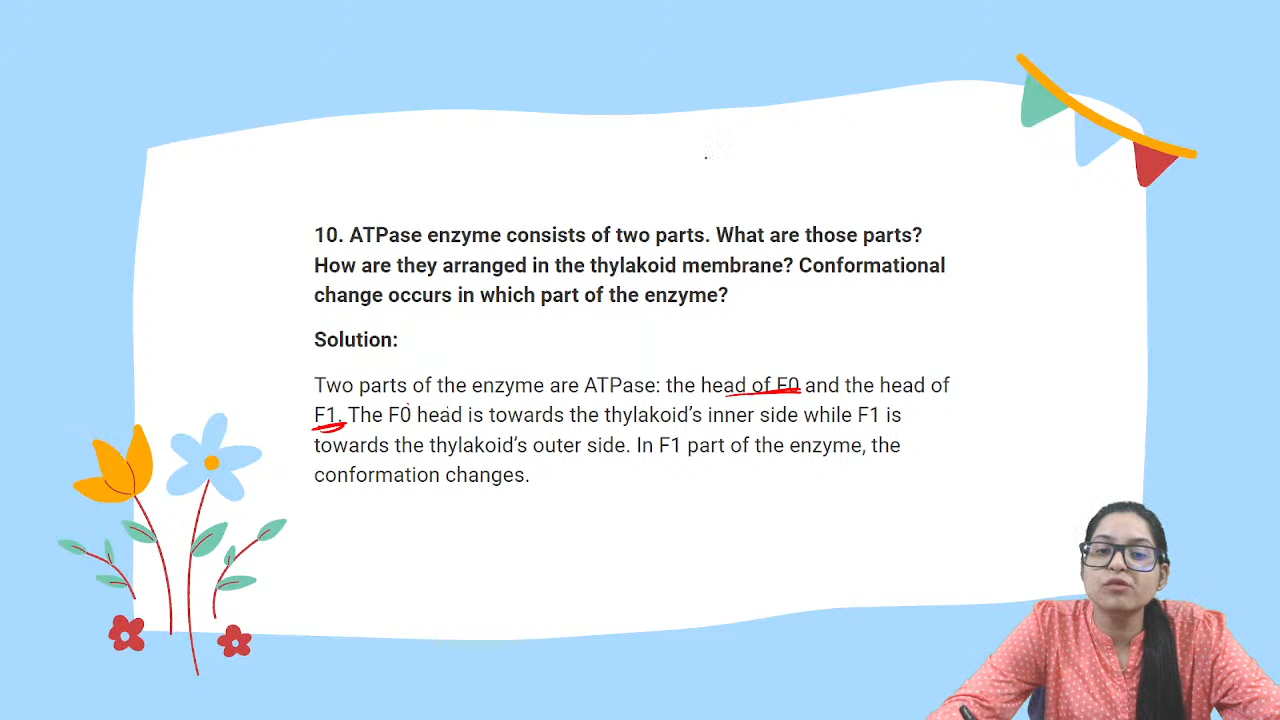 10. ATPase enzyme consists of two parts. What are those parts?
How are they arranged in the thylakoid membrane? Conformational
change occurs in which part of the enzyme?
Solution:
Two parts of the enzyme are ATPase: the head of F0 and the head of
F1. The F0 head is towards the thylakoid’s inner side while F1 is
towards the thylakoid’s outer side. In F1 part of the enzyme, the
conformation changes.